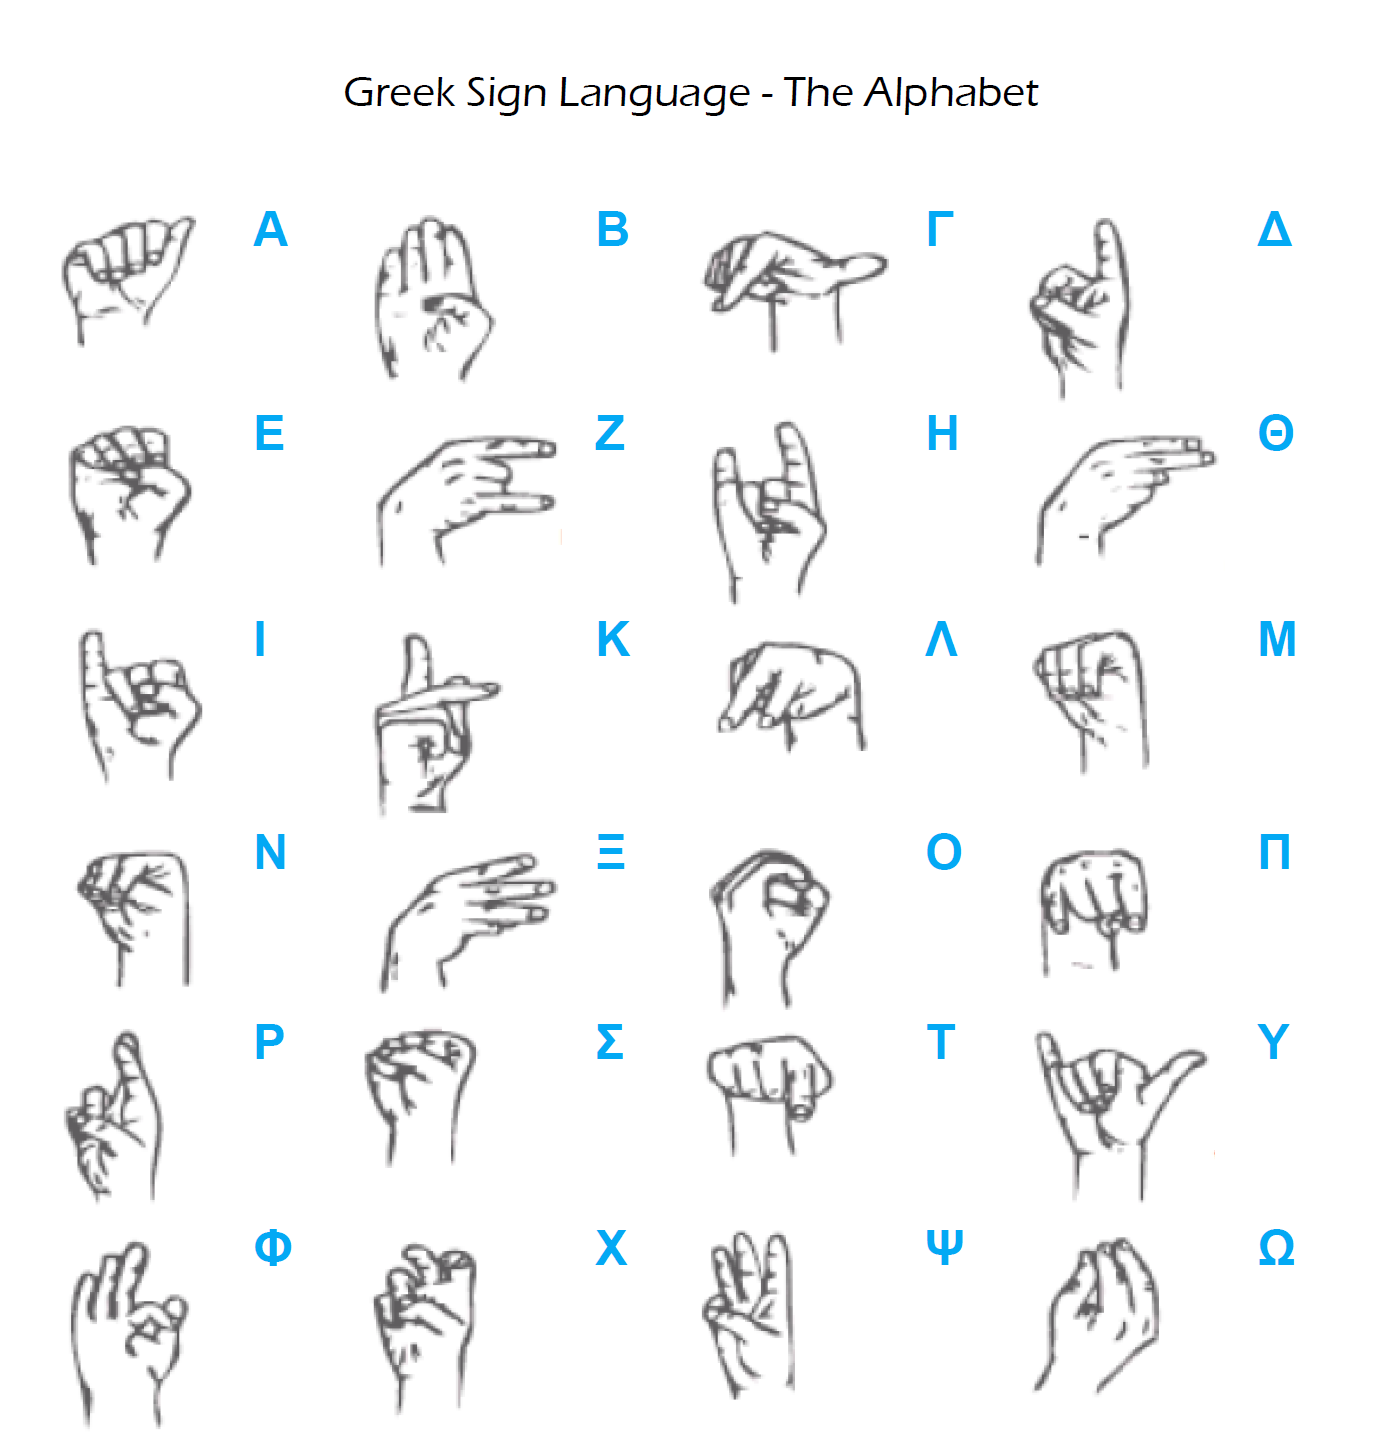 Greek Sign Language - The Alphabet
Α Β Γ Δ
Ε Ζ Η Θ
Ι Κ Λ Μ
Ν Ξ Ο Π
Ρ Σ Τ Υ
Φ Χ Ψ Ω